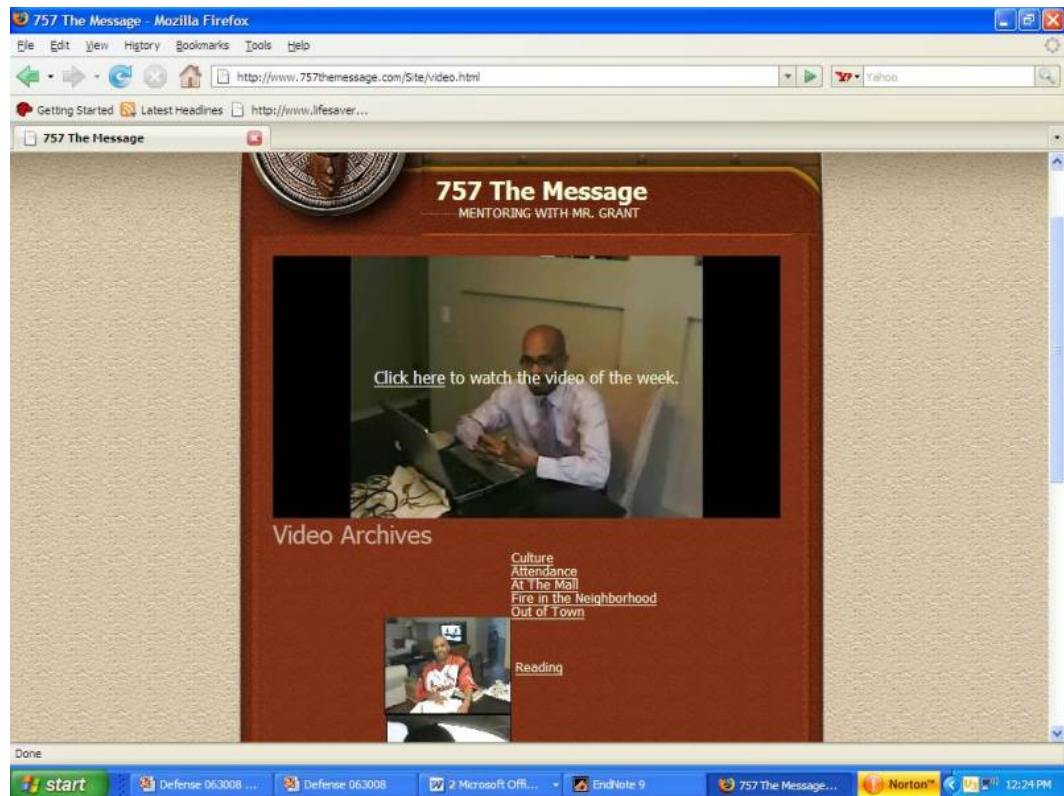 757 The Message - Mozilla Firefox
File Edit View History Bookmarks Tools Help
http://www.757themessage.com/Site/video.html
Yahoo
Getting Started Latest Headlines http://www.lifesaver...
757 The Message
757 The Message
MENTORING WITH MR. GRANT
Click here to watch the video of the week.
Video Archives
Culture
Attendance
At The Mall
Fire in the Neighborhood
Out of Town
Reading
Done
start Defense 063008 ... Defense 063008 2 Microsoft Offi... EndNote 9 757 The Message... Norton™ 12:24 PM